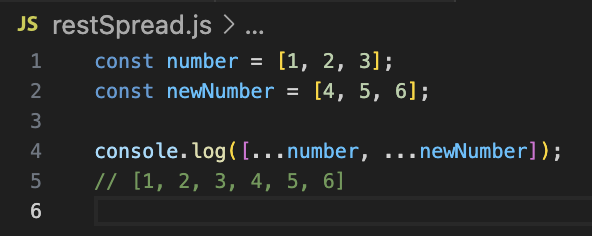 JS restSpread.js > ...
1 const number = [1, 2, 3];
2 const newNumber = [4, 5, 6];
3
4 console.log([...number, ...newNumber]);
5 // [1, 2, 3, 4, 5, 6]
6